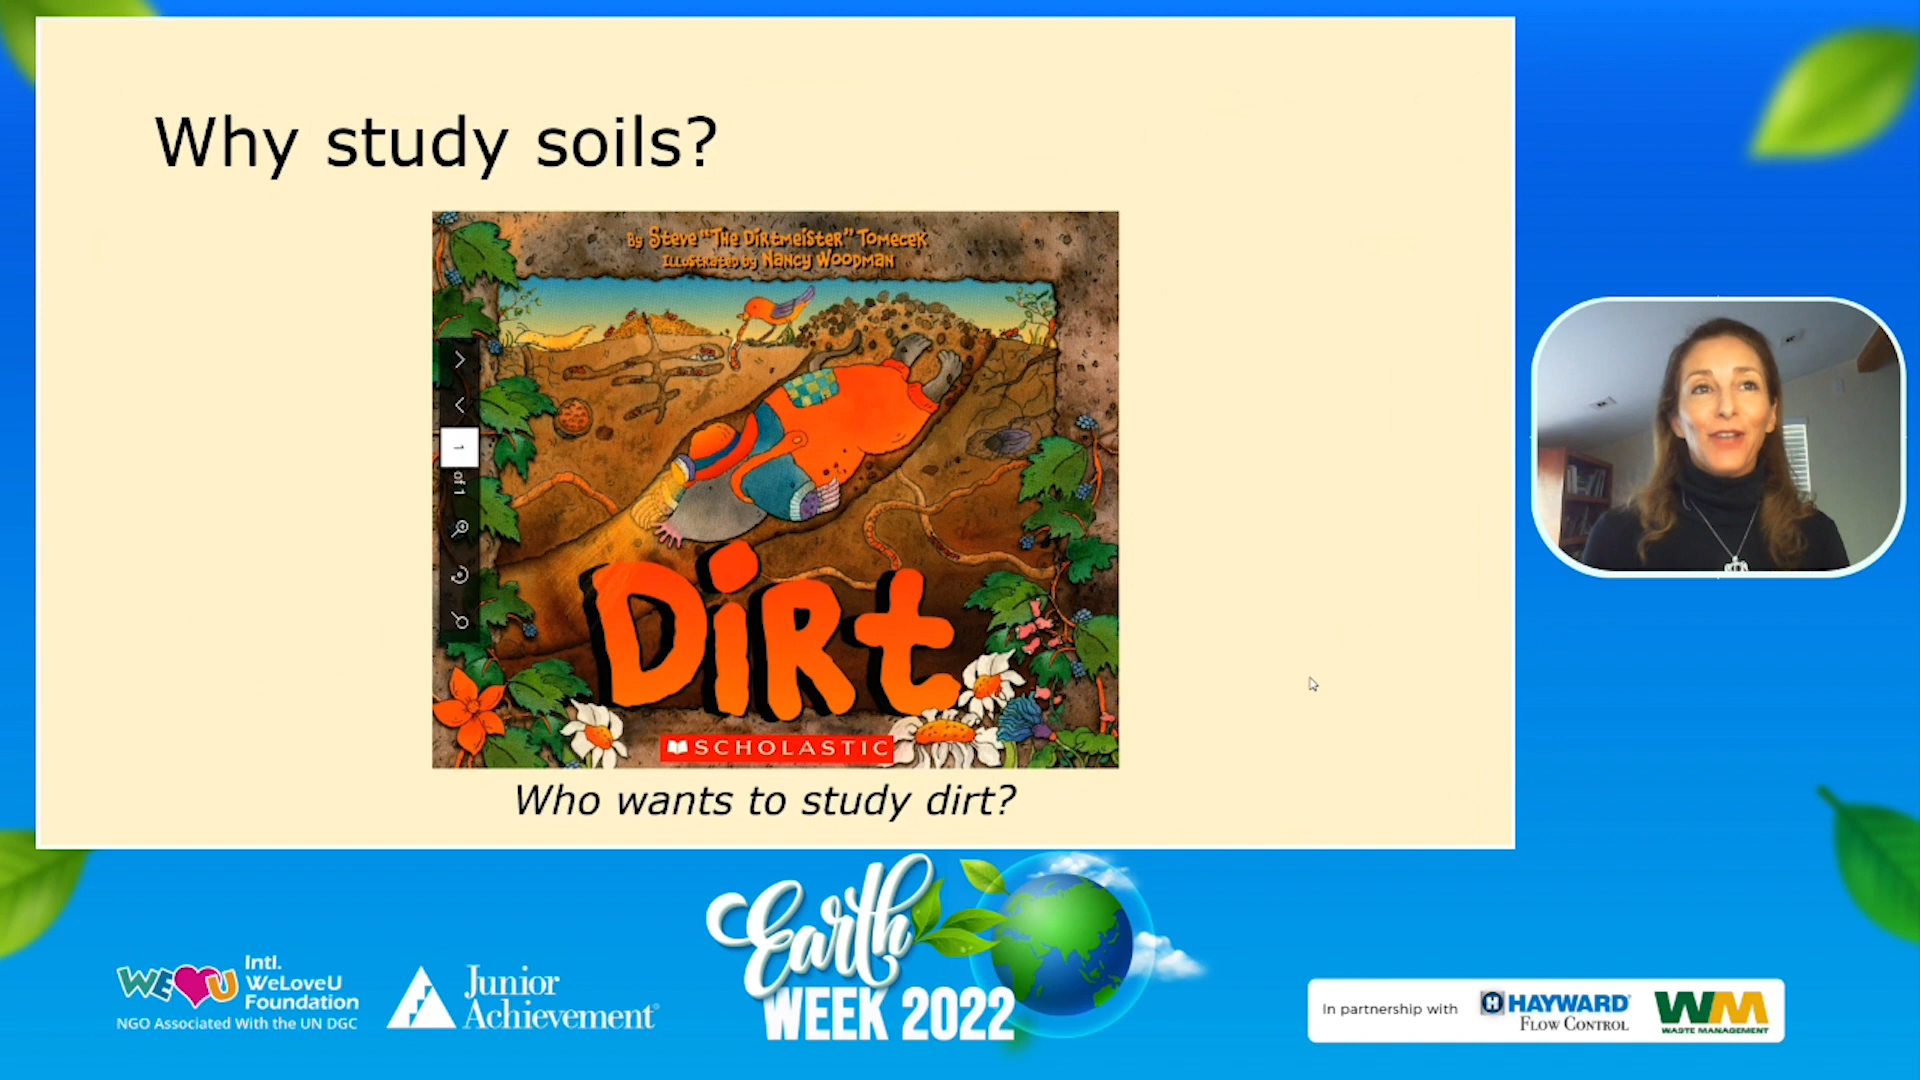 Why study soils?
By Steve "The Dirtmeister" Tomecek
Illustrated by Nancy Woodman
1
of 1
Dirt
SCHOLASTIC
Who wants to study dirt?
Earth
WEEK 2022
WE U
Intl.
WeLoveU
Foundation
NGO Associated With the UN DGC
Junior
Achievement®
In partnership with
H HAYWARD®
FLOW CONTROL
WM
WASTE MANAGEMENT